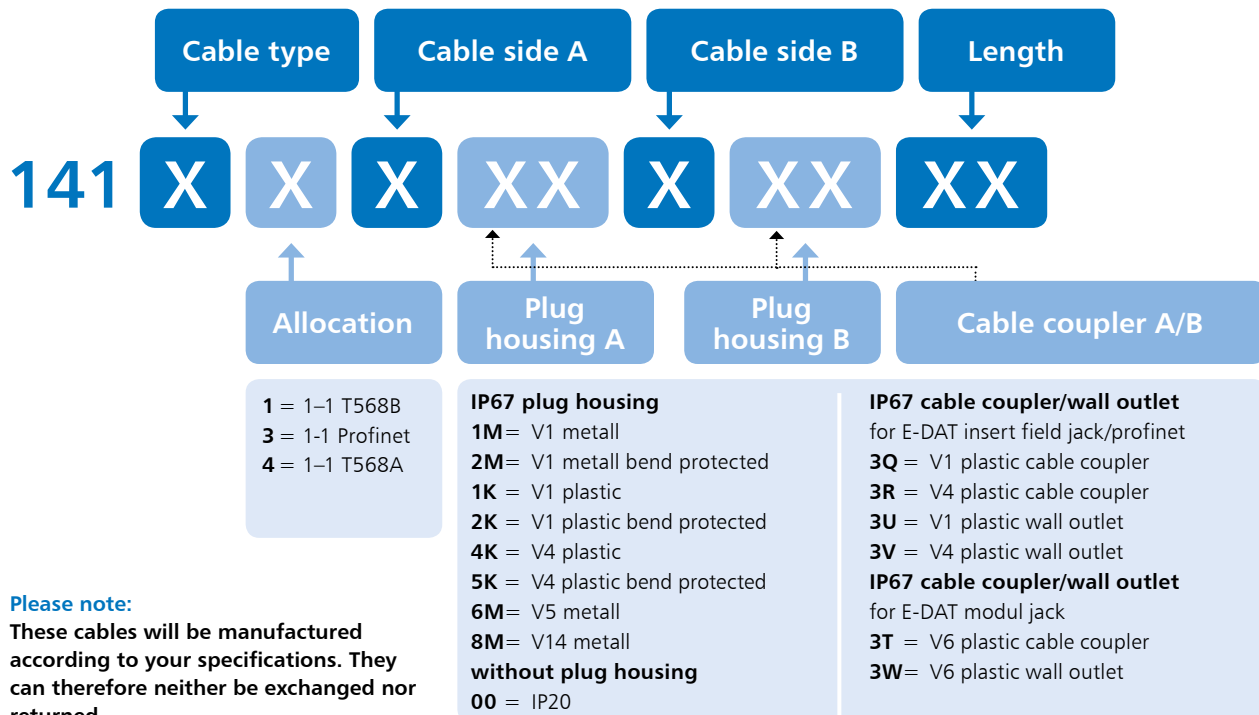 Cable type
Cable side A
Cable side B
Length
141 X X X XX X XX XX
Allocation
Plug
housing A
Plug
housing B
Cable coupler A/B
1 = 1–1 T568B
3 = 1-1 Profinet
4 = 1–1 T568A
IP67 plug housing
1M= V1 metall
2M= V1 metall bend protected
1K = V1 plastic
2K = V1 plastic bend protected
4K = V4 plastic
5K = V4 plastic bend protected
6M= V5 metall
8M= V14 metall
without plug housing
00 = IP20
IP67 cable coupler/wall outlet
for E-DAT insert field jack/profinet
3Q = V1 plastic cable coupler
3R = V4 plastic cable coupler
3U = V1 plastic wall outlet
3V = V4 plastic wall outlet
IP67 cable coupler/wall outlet
for E-DAT modul jack
3T = V6 plastic cable coupler
3W= V6 plastic wall outlet
Please note:
These cables will be manufactured
according to your specifications. They
can therefore neither be exchanged nor
returned